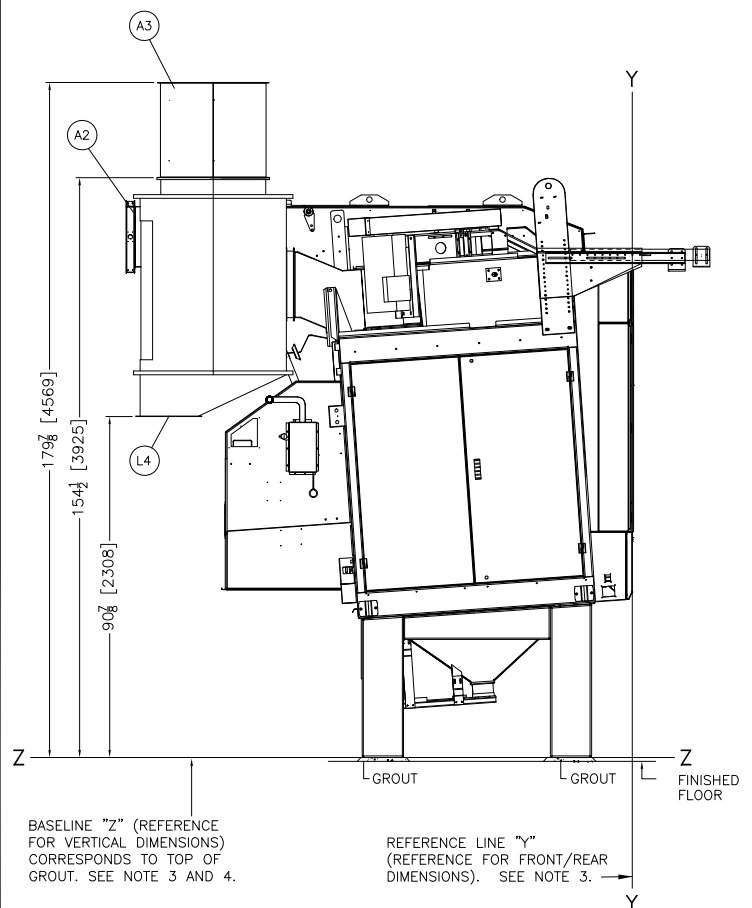 A3
Y
A2
179⅞ [4569]
154½ [3925]
L4
90⅞ [2308]
Z
Z
GROUT
GROUT
FINISHED
FLOOR
BASELINE "Z" (REFERENCE
FOR VERTICAL DIMENSIONS)
CORRESPONDS TO TOP OF
GROUT. SEE NOTE 3 AND 4.
REFERENCE LINE "Y"
(REFERENCE FOR FRONT/REAR
DIMENSIONS). SEE NOTE 3.
Y